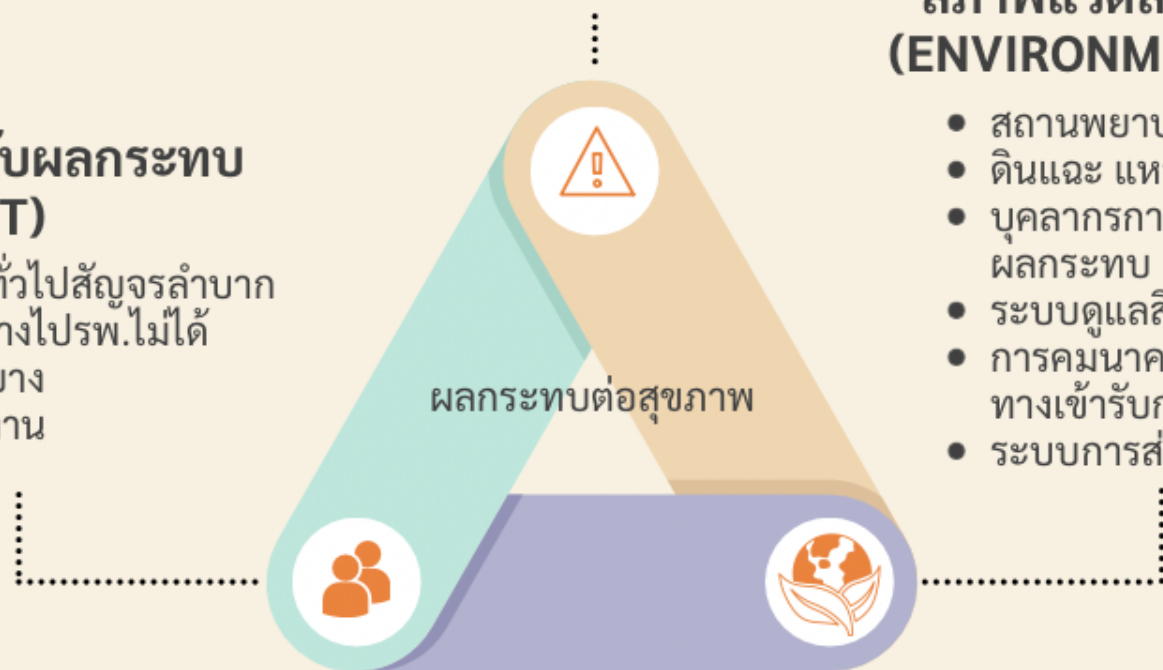 ับผลกระทบ
T)
ทั่วไปสัญจรลำบาก
างไปรพ.ไม่ได้
บาง
ผลกระทบต่อสุขภาพ
(ENVIRONM
• สถานพยาบ
• ดินและ แห
• บุคลากรกา
ผลกระทบ
• ระบบดูแลสิ
• การคมนาค
ทางเข้ารับก
• ระบบการส่